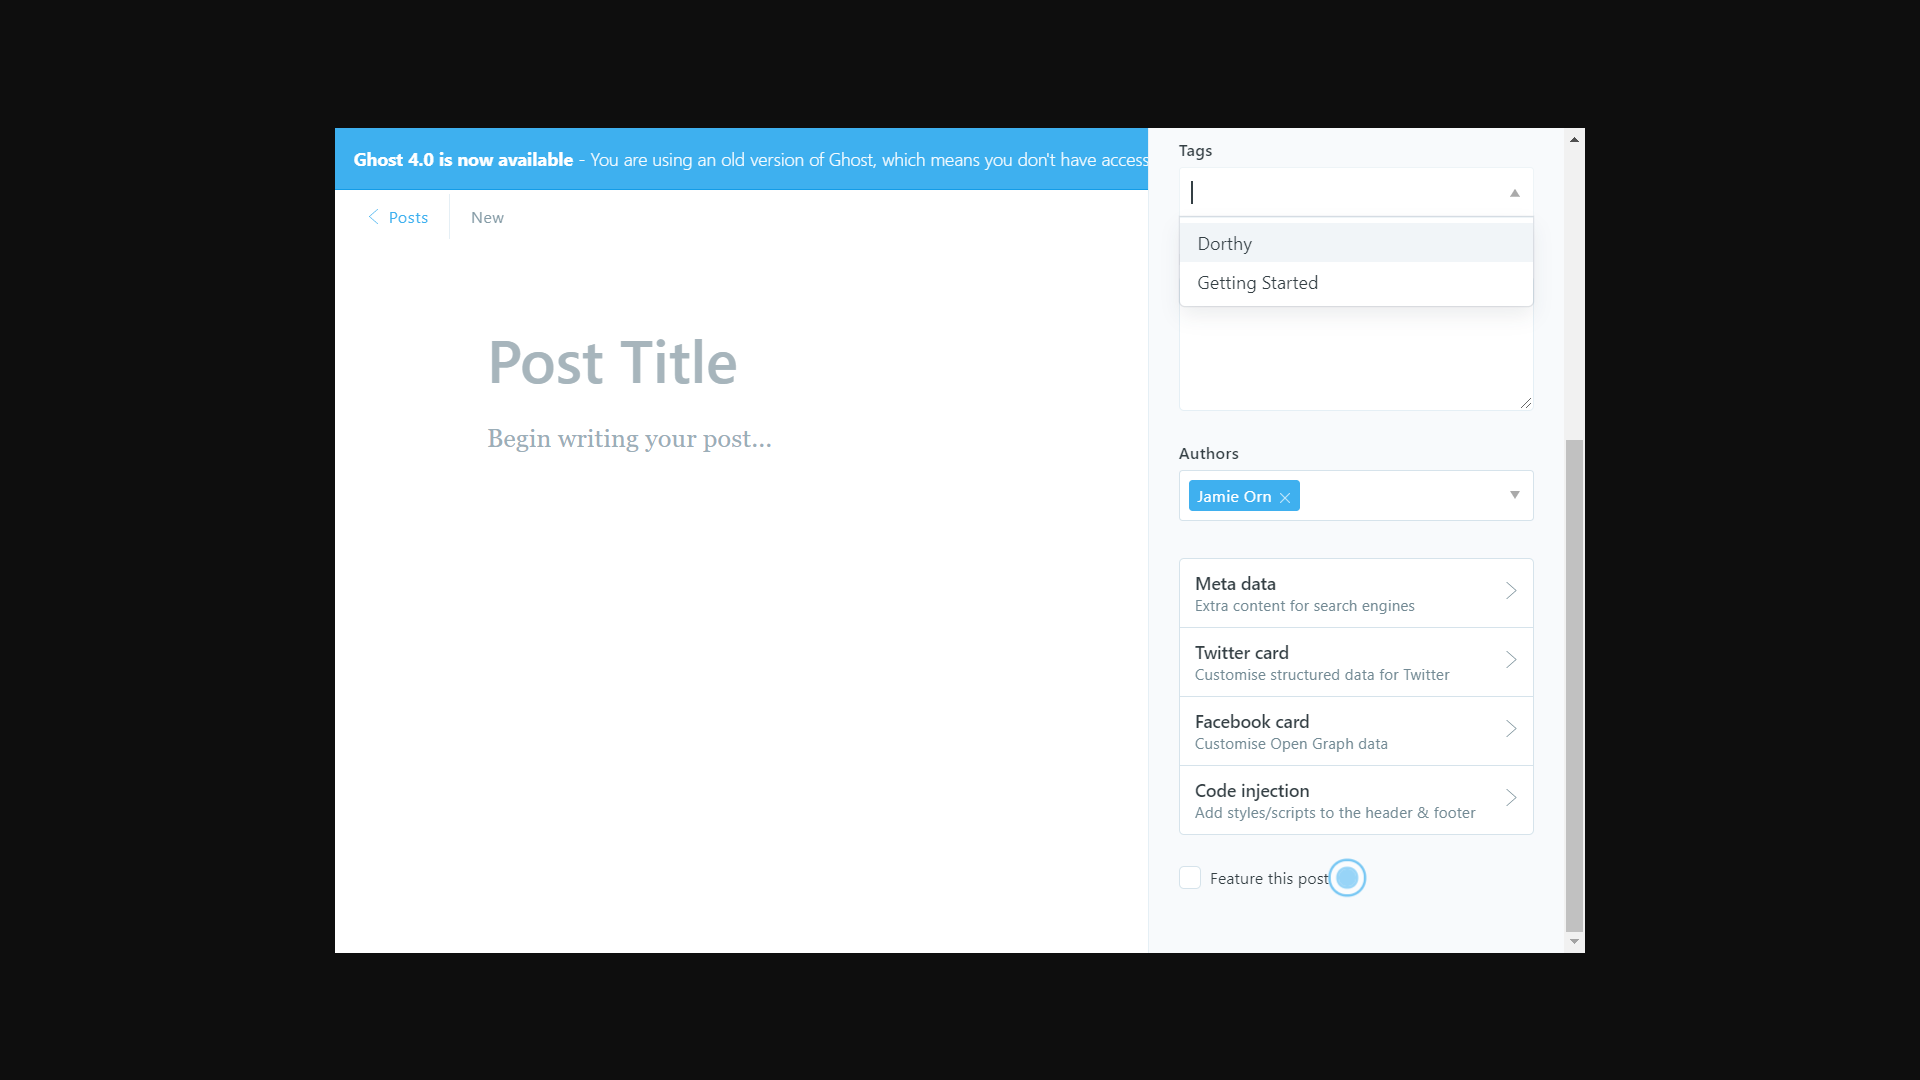 Ghost 4.0 is now available - You are using an old version of Ghost, which means you don't have access
Posts
New
Post Title
Begin writing your post...
Tags
Dorthy
Getting Started
Authors
Jamie Orn
Meta data
Extra content for search engines
Twitter card
Customise structured data for Twitter
Facebook card
Customise Open Graph data
Code injection
Add styles/scripts to the header & footer
Feature this post